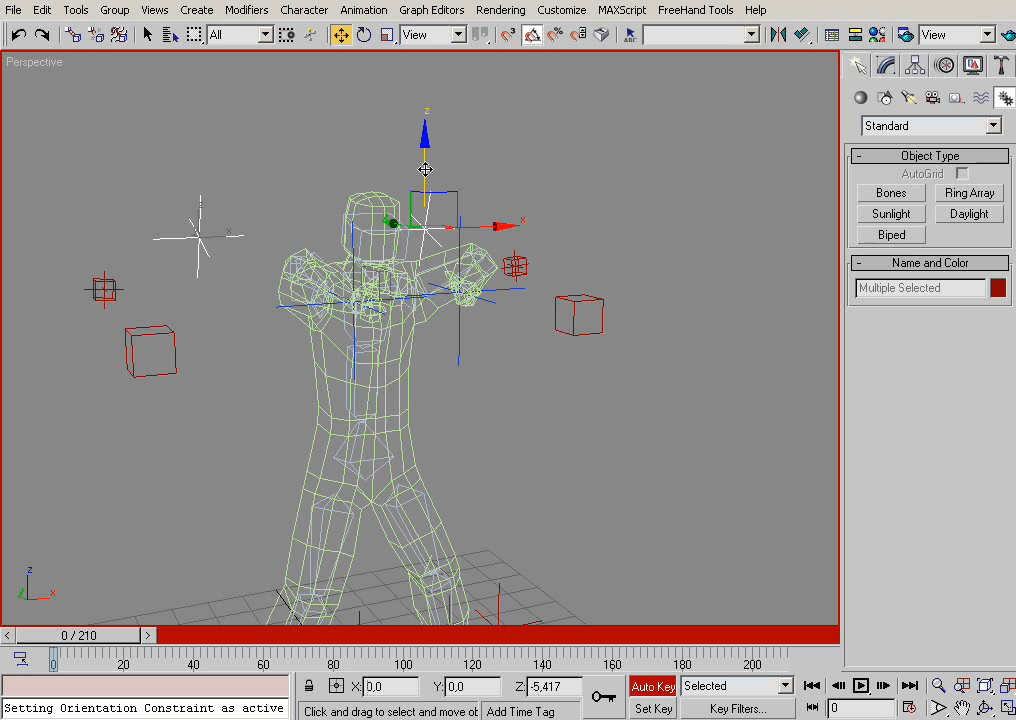 File Edit Tools Group Views Create Modifiers Character Animation Graph Editors Rendering Customize MAXScript FreeHand Tools Help
All View View
Perspective
Standard
- Object Type
AutoGrid
Bones Ring Array
Sunlight Daylight
Biped
- Name and Color
Multiple Selected
z
x
x
z
x
< 0 / 210 >
0 20 40 60 80 100 120 140 160 180 200
X: 0,0 Y: 0,0 Z: -5,417 Auto Key Selected
Setting Orientation Constraint as active Click and drag to select and move ob Add Time Tag Set Key Key Filters... 0